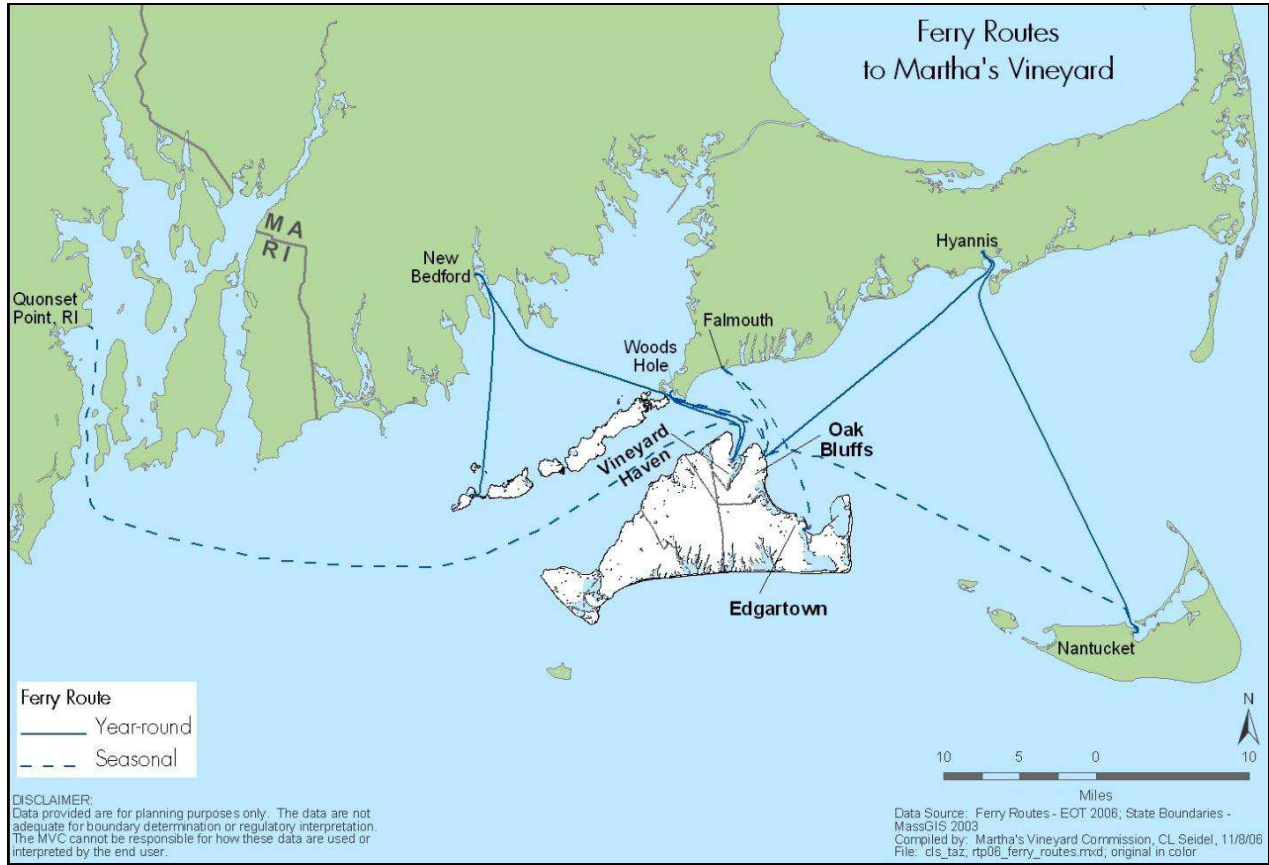 Ferry Routes
to Martha's Vineyard
MA
RI
New
Bedford
Hyannis
Quonset
Point, RI
Falmouth
Woods
Hole
Vineyard
Haven
Oak
Bluffs
Edgartown
Nantucket
Ferry Route
Year-round
Seasonal
N
10 5 0 10
Miles
DISCLAIMER:
Data provided are for planning purposes only. The data are not
adequate for boundary determination or regulatory interpretation.
The MVC cannot be responsible for how these data are used or
interpreted by the end user.
Data Source: Ferry Routes - EOT 2006; State Boundaries -
MassGIS 2003
Compiled by: Martha's Vineyard Commission, CL Seidel, 11/8/06
File: cls_taz; rtp06_ferry_routes.mxd; original in color